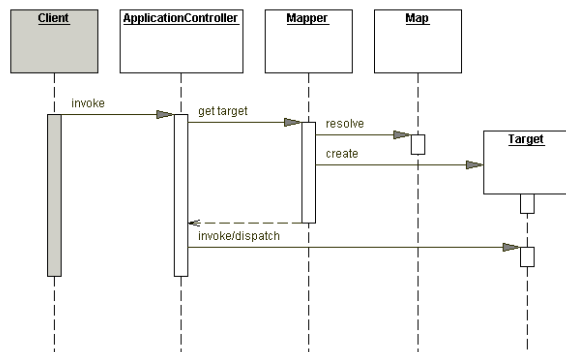 Client
ApplicationController
Mapper
Map
invoke
get target
resolve
Target
create
invoke/dispatch